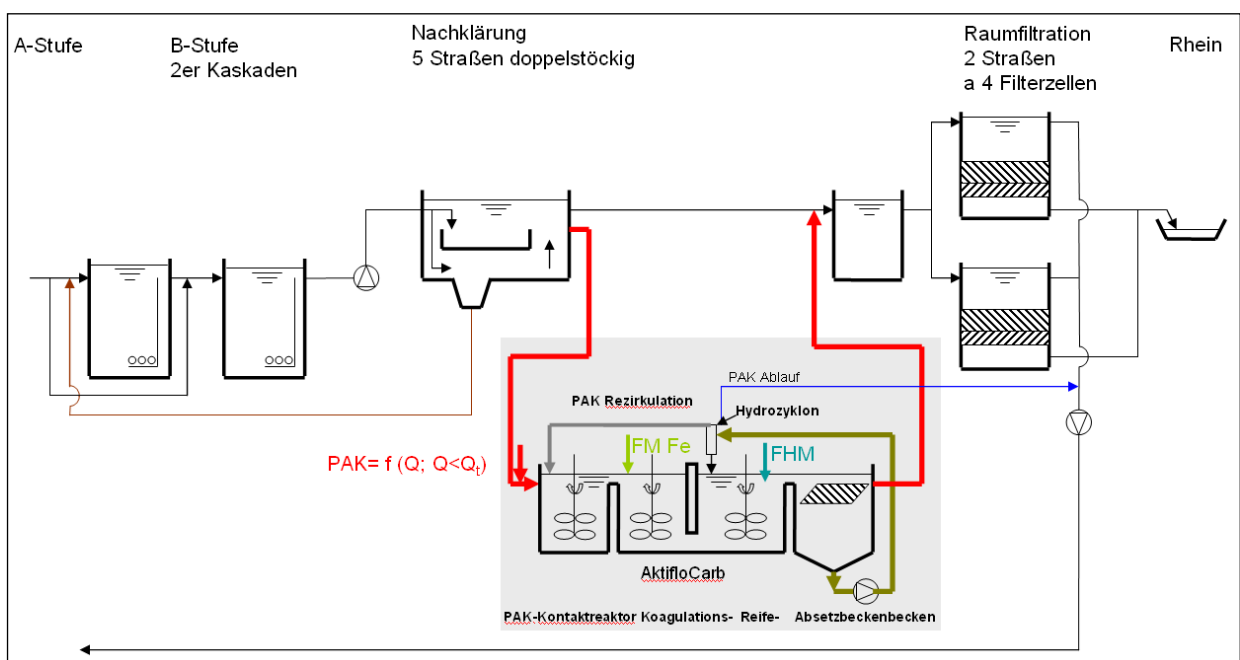 A-Stufe
B-Stufe
2er Kaskaden
Nachklärung
5 Straßen doppelstöckig
Raumfiltration
2 Straßen
a 4 Filterzellen
Rhein
PAK Ablauf
PAK Rezirkulation
Hydrozyklon
FM Fe
FHM
PAK= f (Q; Q<Qt)
AktifloCarb
PAK-Kontaktreaktor Koagulations- Reife- Absetzbeckenbecken